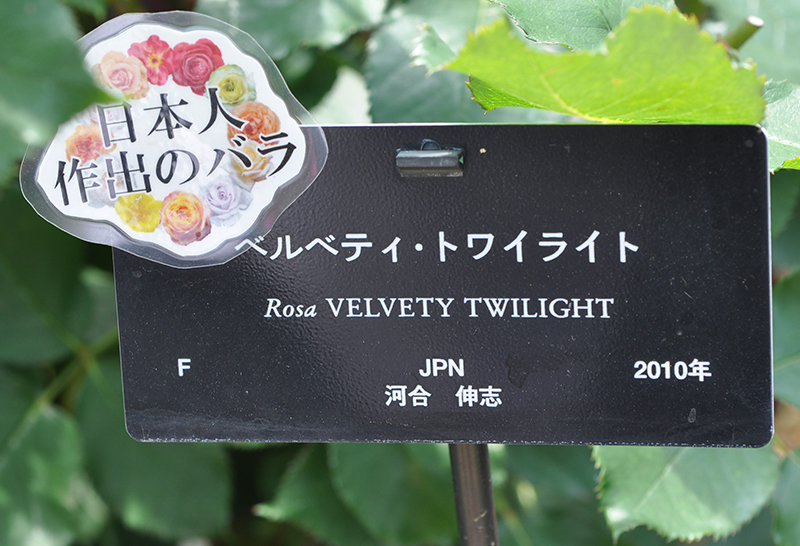 日本人
作出のバラ
ベルベティ・トワイライト
Rosa VELVETY TWILIGHT
F JPN 2010年
河合 伸志